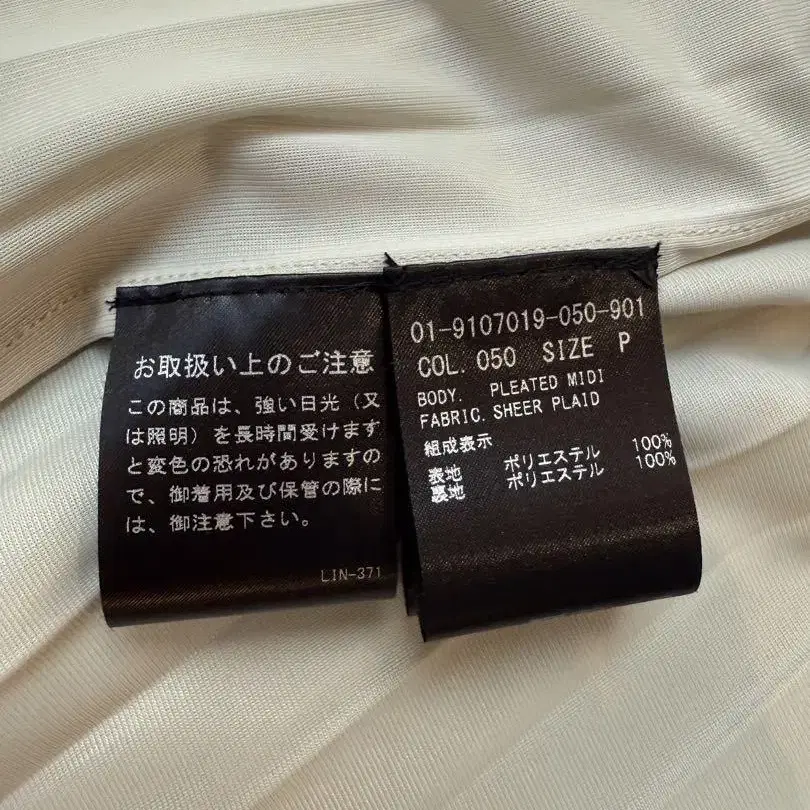 お取扱い上のご注意
この商品は、強い日光（又
は照明）を長時間受けますと
と変色の恐れがありますの
で、御着用及び保管の際に
は、御注意下さい。
LIN-371
01-9107019-050-901
COL. 050 SIZE P
BODY. PLEATED MIDI
FABRIC. SHEER PLAID
組成表示
表地 ポリエステル 100%
裏地 ポリエステル 100%